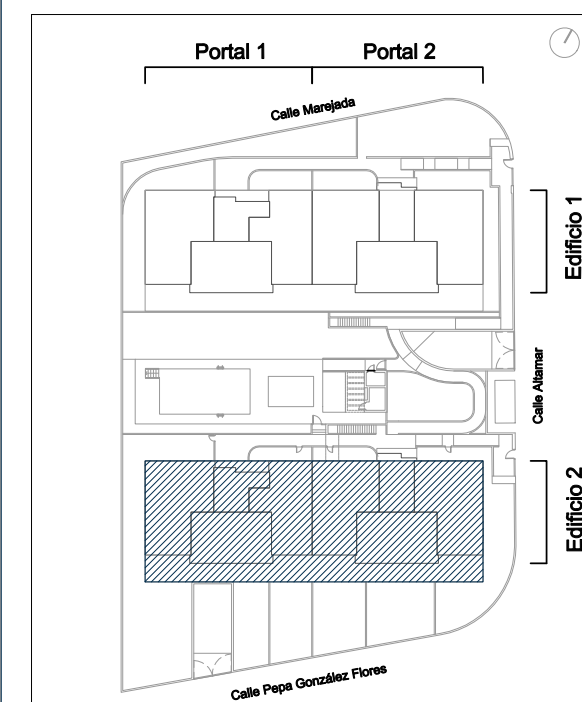 Portal 1
Portal 2
Calle Marejada
Edificio 1
Calle Altamar
Edificio 2
Calle Pepa González Flores